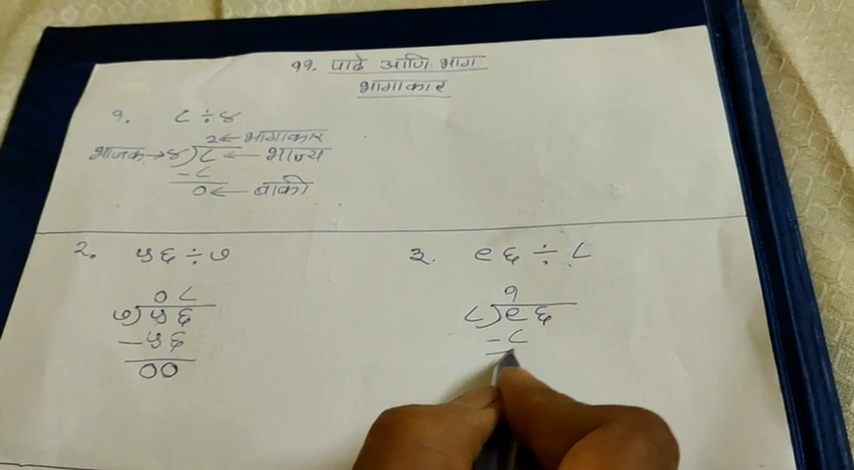 ११. पाढे आणि भाग
भागाकार
१. ८÷४
२ ← भागाकार
भाजक → ४)८ ← भाज्य
-८
० ← बाकी
२. ५६÷७
०८
७)५६
-५६
००
३. ९६÷८
१
८)९६
-८